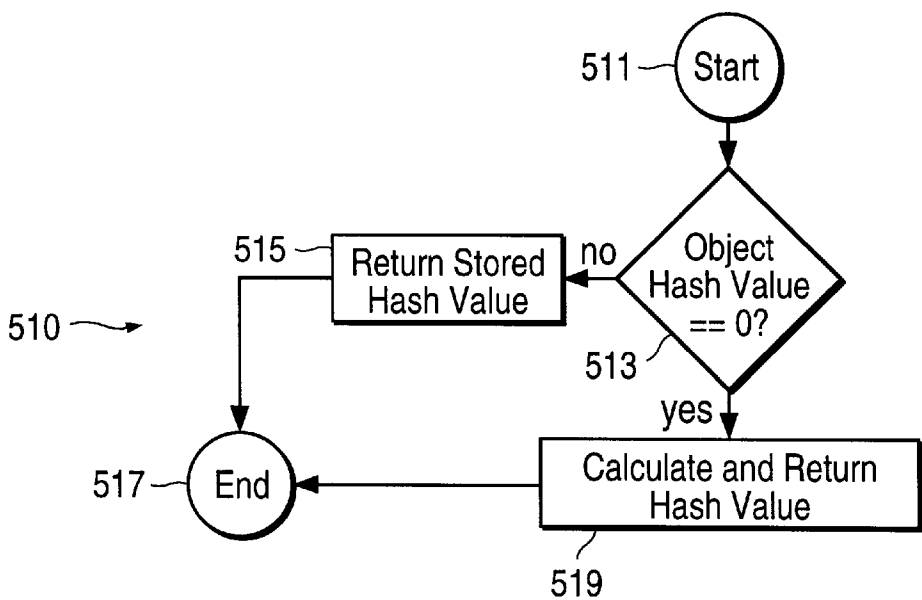 511
Start
515
Return Stored
Hash Value
no
Object
Hash Value
== 0?
510
513
yes
517
End
Calculate and Return
Hash Value
519